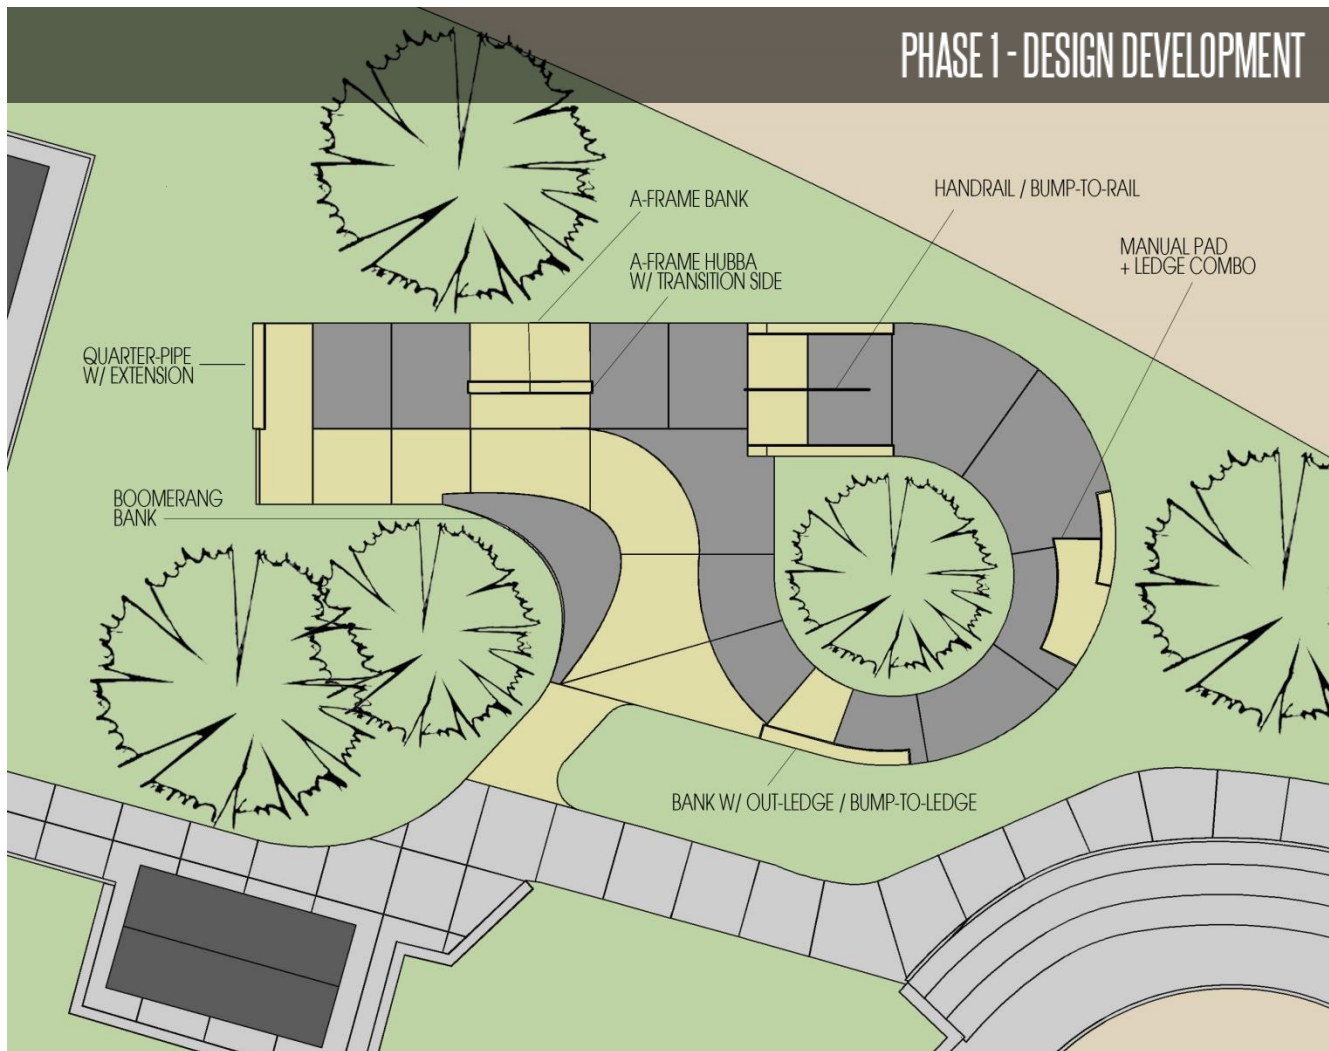 PHASE 1 - DESIGN DEVELOPMENT
A-FRAME BANK
HANDRAIL / BUMP-TO-RAIL
A-FRAME HUBBA
W/ TRANSITION SIDE
MANUAL PAD
+ LEDGE COMBO
QUARTER-PIPE
W/ EXTENSION
BOOMERANG
BANK
BANK W/ OUT-LEDGE / BUMP-TO-LEDGE